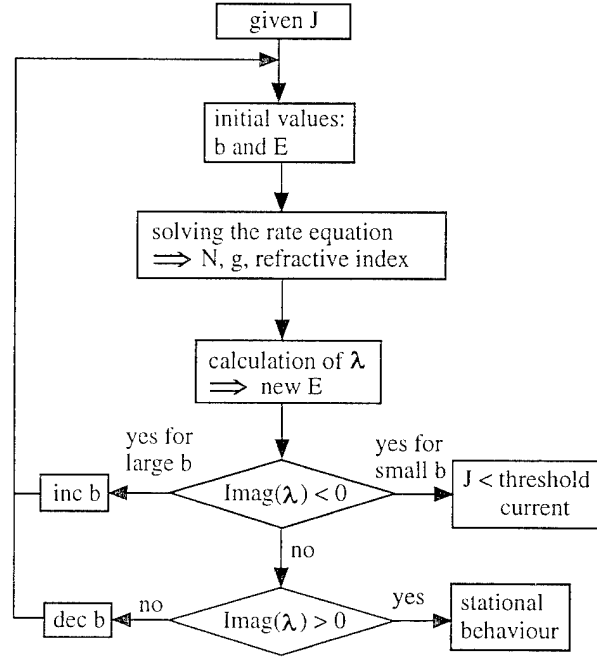 given J
initial values:
b and E
solving the rate equation
⟹ N, g, refractive index
calculation of λ
⟹ new E
yes for
large b
yes for
small b
inc b
Imag(λ) < 0
J < threshold
current
no
dec b
no
Imag(λ) > 0
yes
stational
behaviour